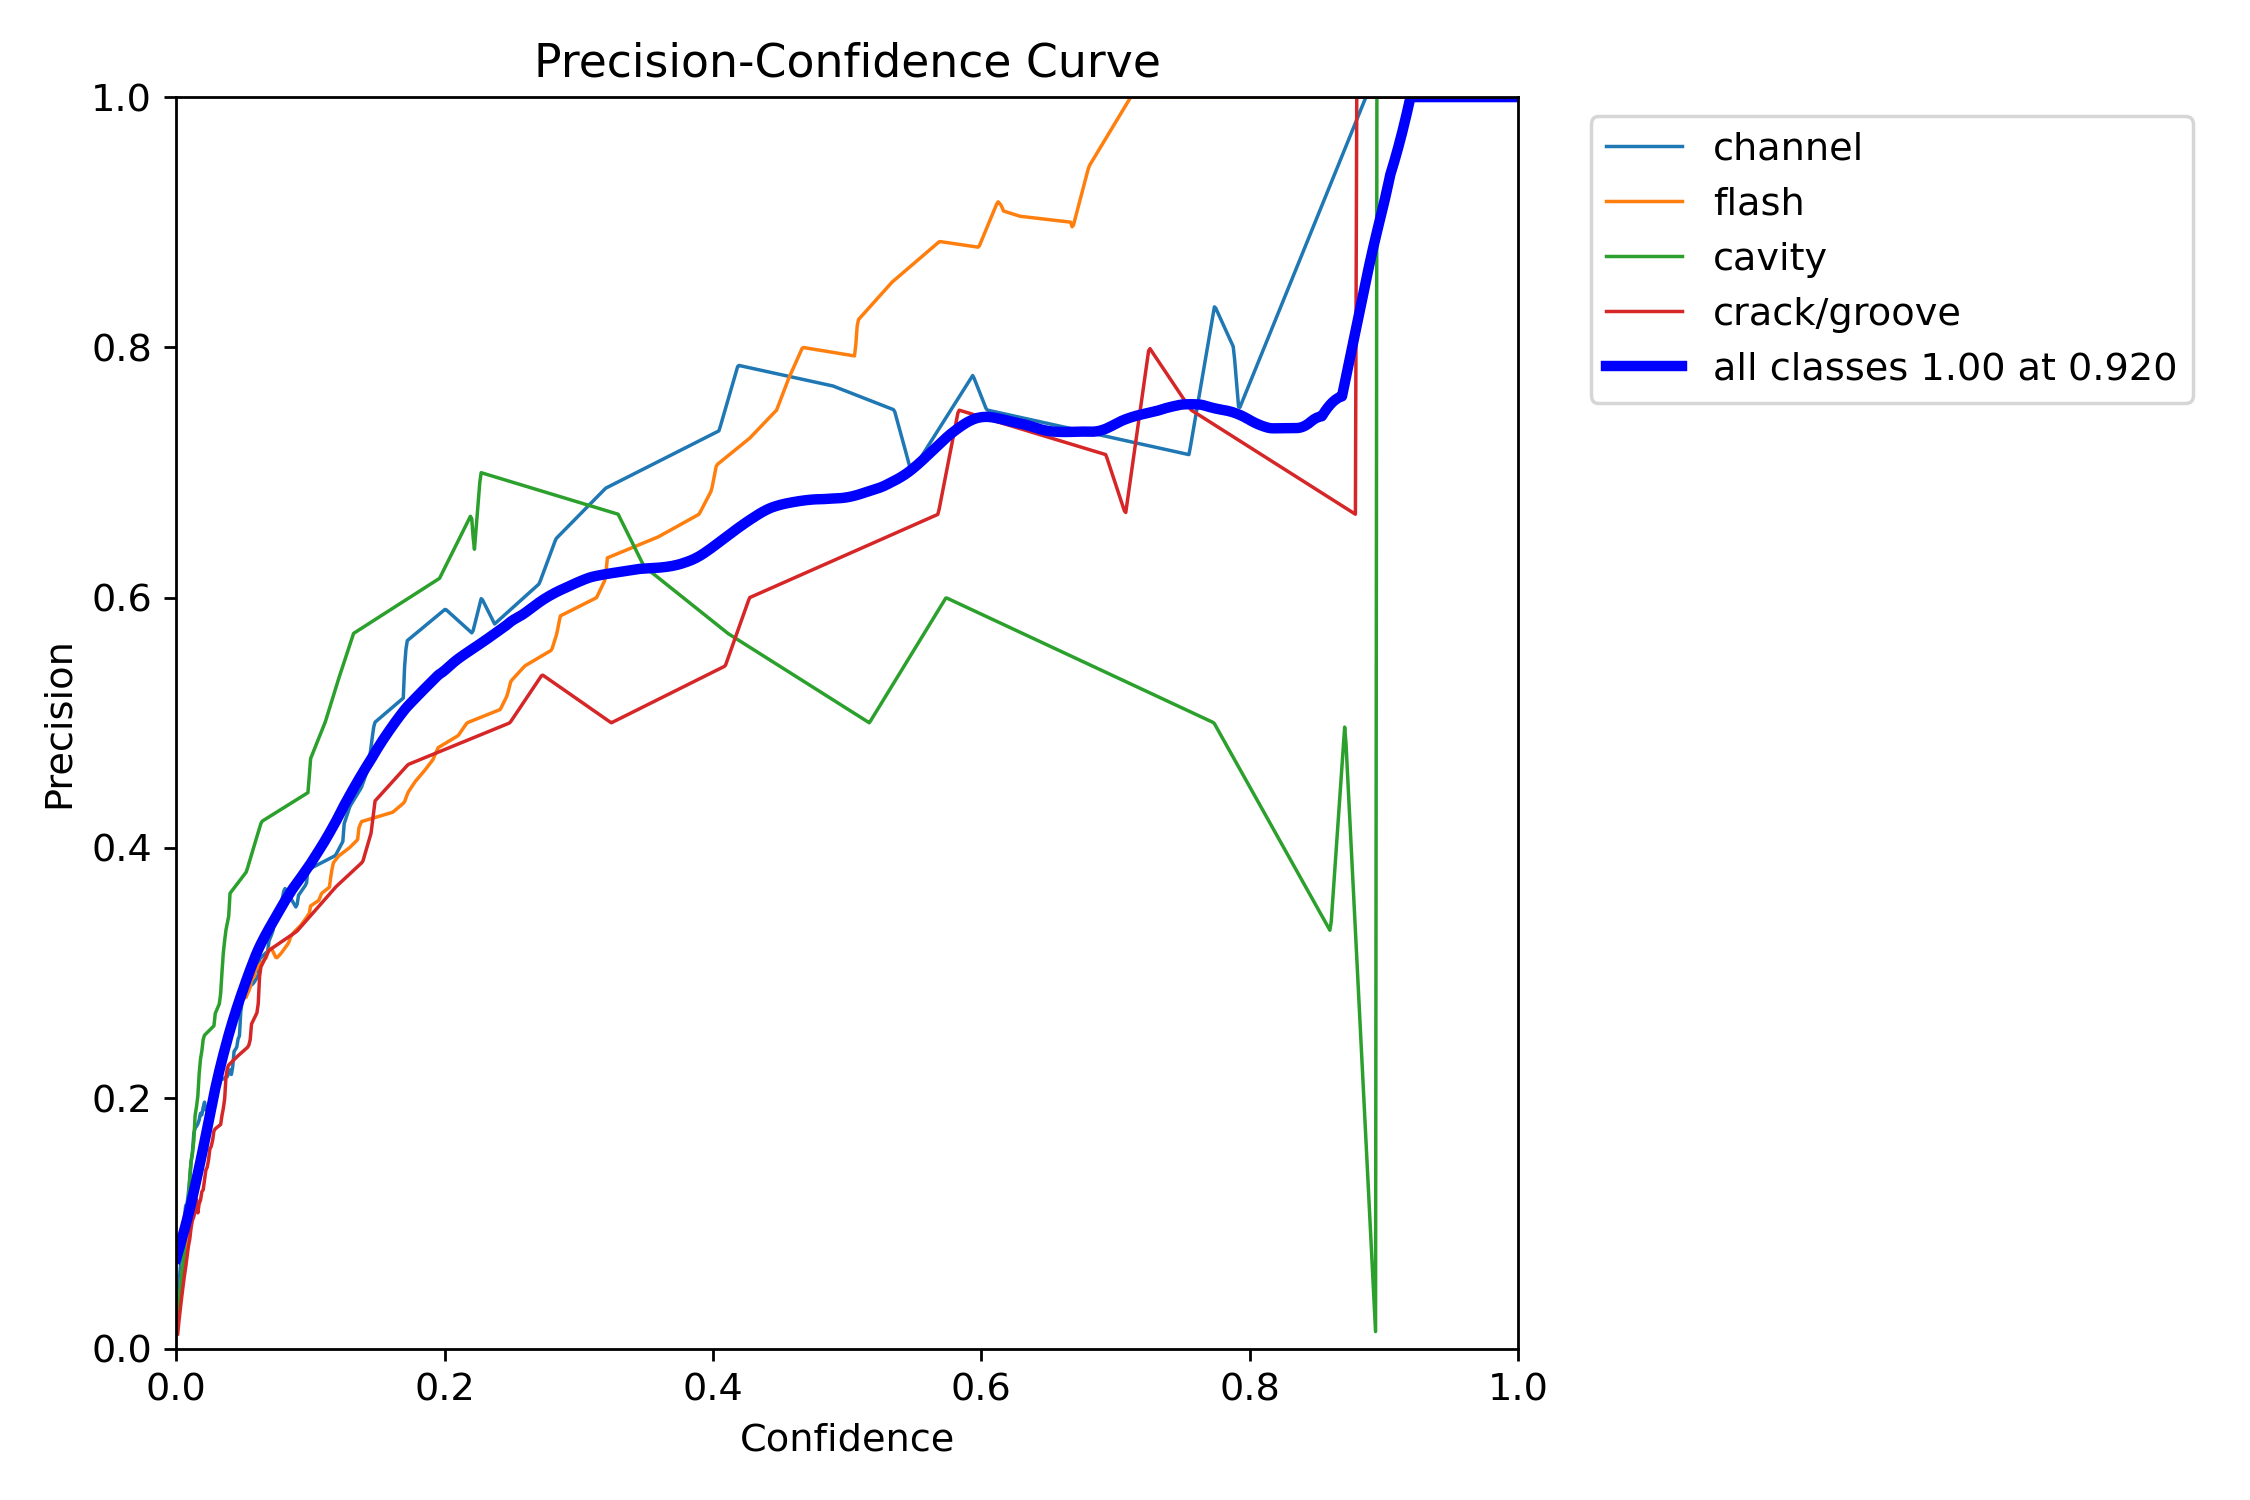 Precision-Confidence Curve
1.0
0.8
0.6
0.4
0.2
0.0
Precision
0.0 0.2 0.4 0.6 0.8 1.0
Confidence
channel
flash
cavity
crack/groove
all classes 1.00 at 0.920